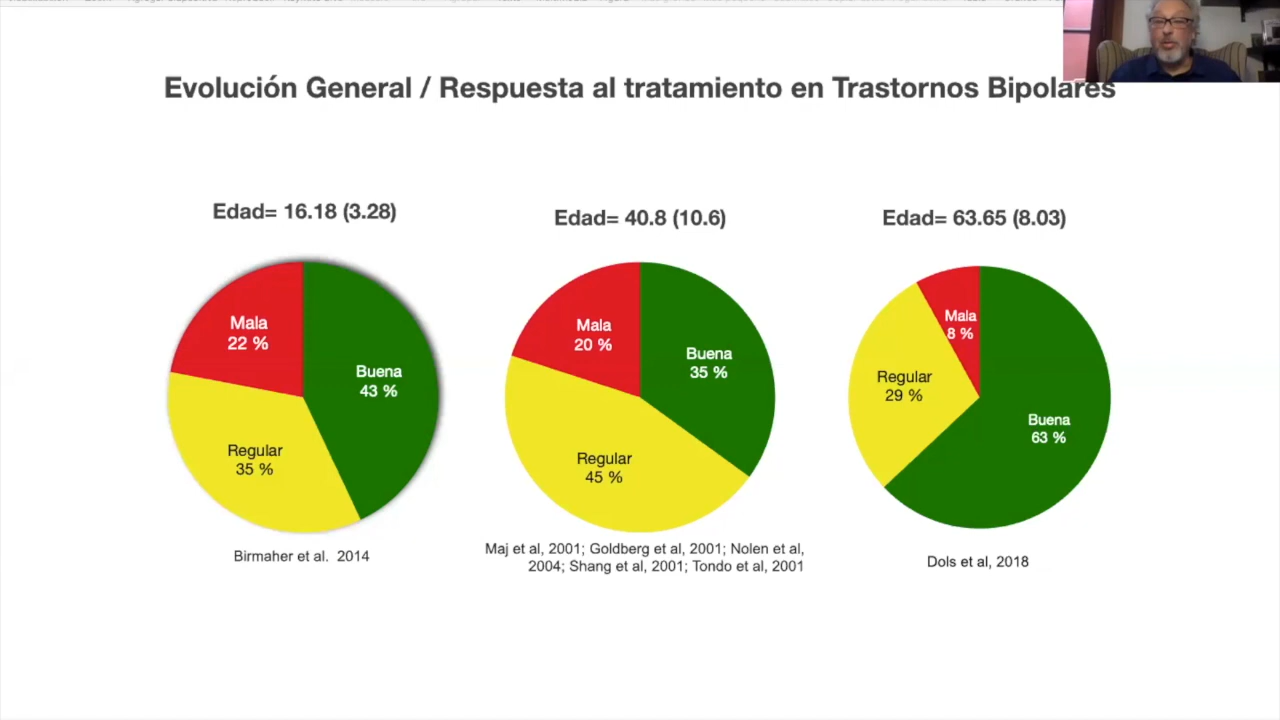 Evolución General / Respuesta al tratamiento en Trastornos Bipolares
Edad= 16.18 (3.28)
Mala
22 %
Buena
43 %
Regular
35 %
Birmaher et al. 2014
Edad= 40.8 (10.6)
Mala
20 %
Buena
35 %
Regular
45 %
Maj et al, 2001; Goldberg et al, 2001; Nolen et al,
2004; Shang et al, 2001; Tondo et al, 2001
Edad= 63.65 (8.03)
Mala
8 %
Regular
29 %
Buena
63 %
Dols et al, 2018